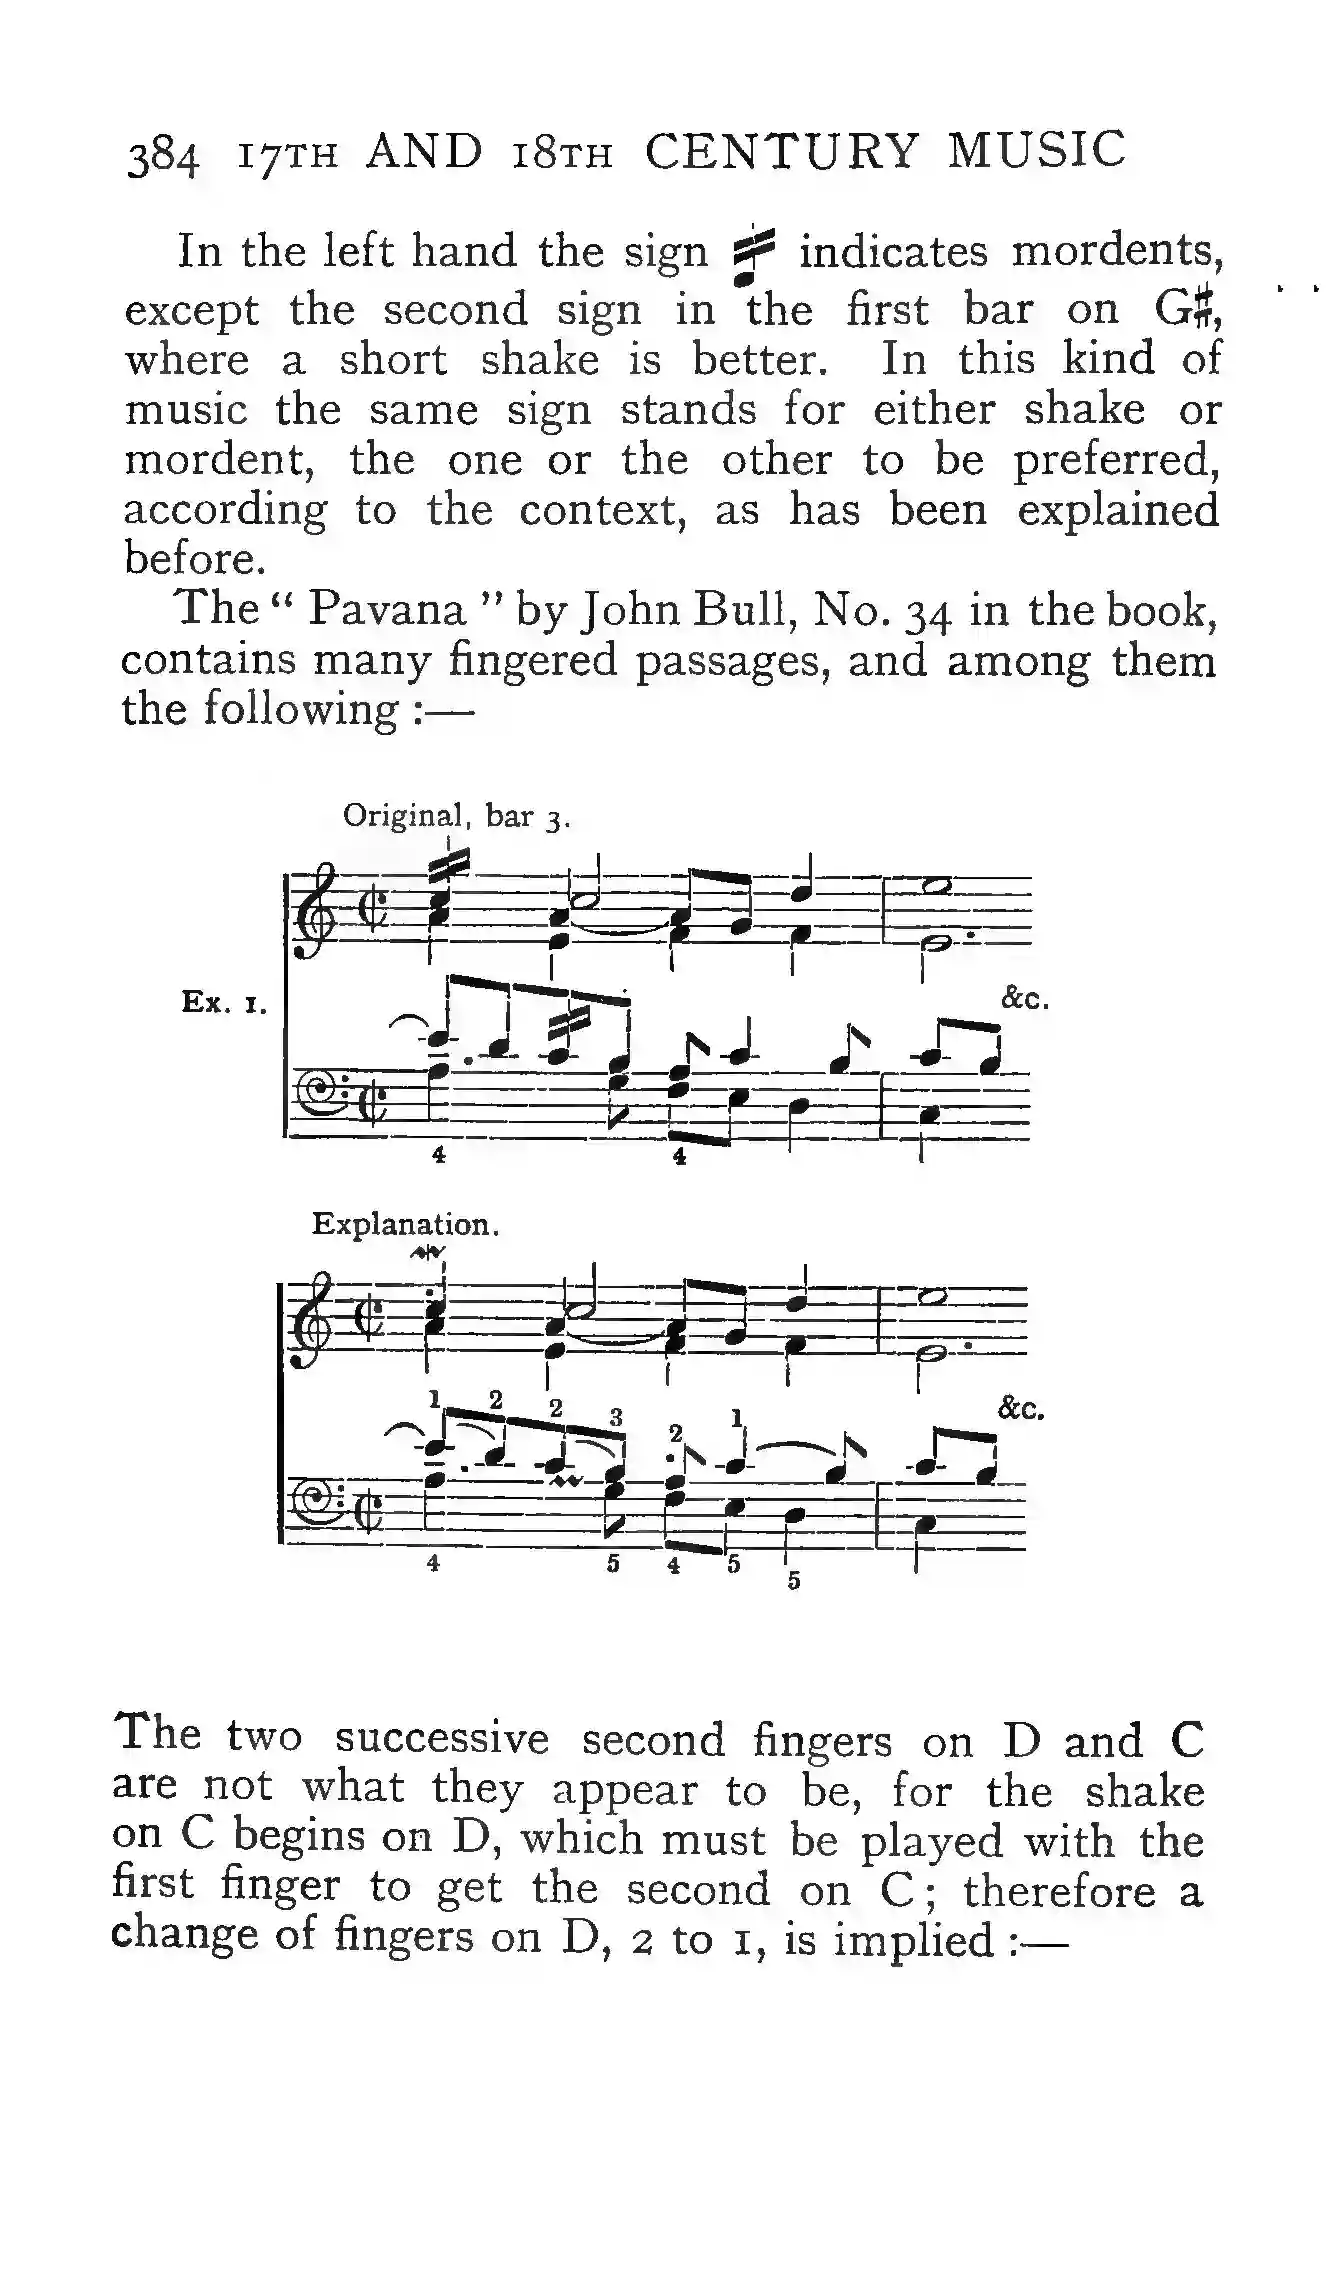 384 17TH AND 18TH CENTURY MUSIC
In the left hand the sign indicates mordents,
except the second sign in the first bar on G♯,
where a short shake is better. In this kind of
music the same sign stands for either shake or
mordent, the one or the other to be preferred,
according to the context, as has been explained
before.
The “ Pavana ” by John Bull, No. 34 in the book,
contains many fingered passages, and among them
the following :—
Original, bar 3.
Ex. 1.
&c.
4 4
Explanation.
1 2 2 3 2 1
&c.
4 5 4 5 5
The two successive second fingers on D and C
are not what they appear to be, for the shake
on C begins on D, which must be played with the
first finger to get the second on C ; therefore a
change of fingers on D, 2 to 1, is implied :—